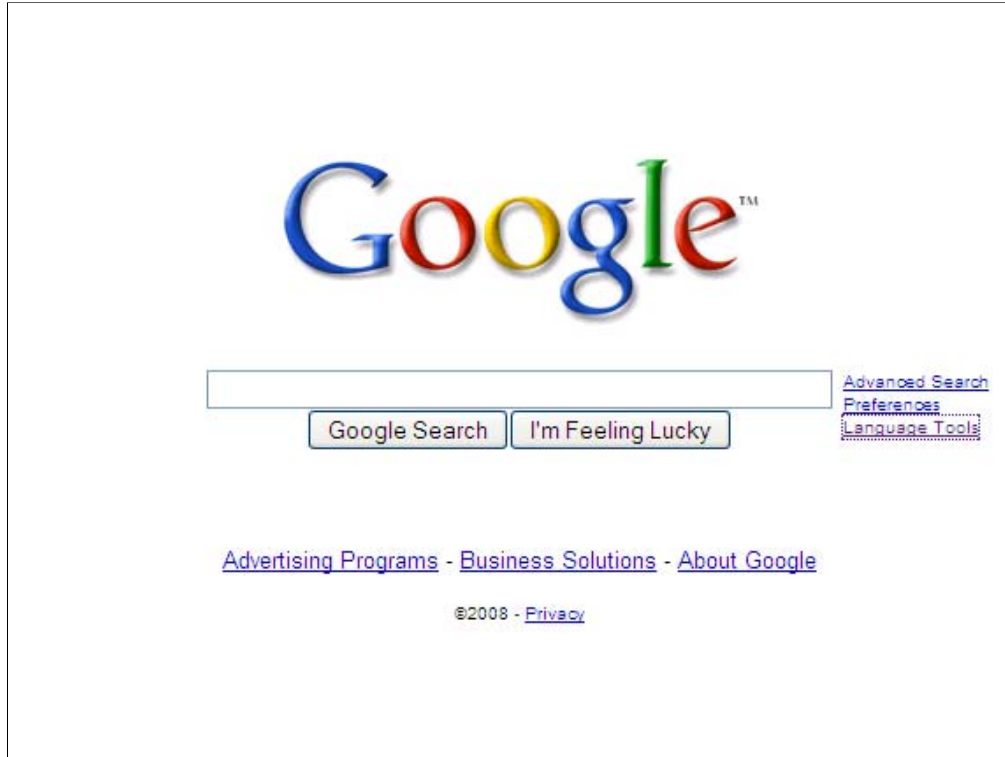 Google™
Advanced Search
Preferences
Language Tools
Google Search I'm Feeling Lucky
Advertising Programs - Business Solutions - About Google
©2008 - Privacy